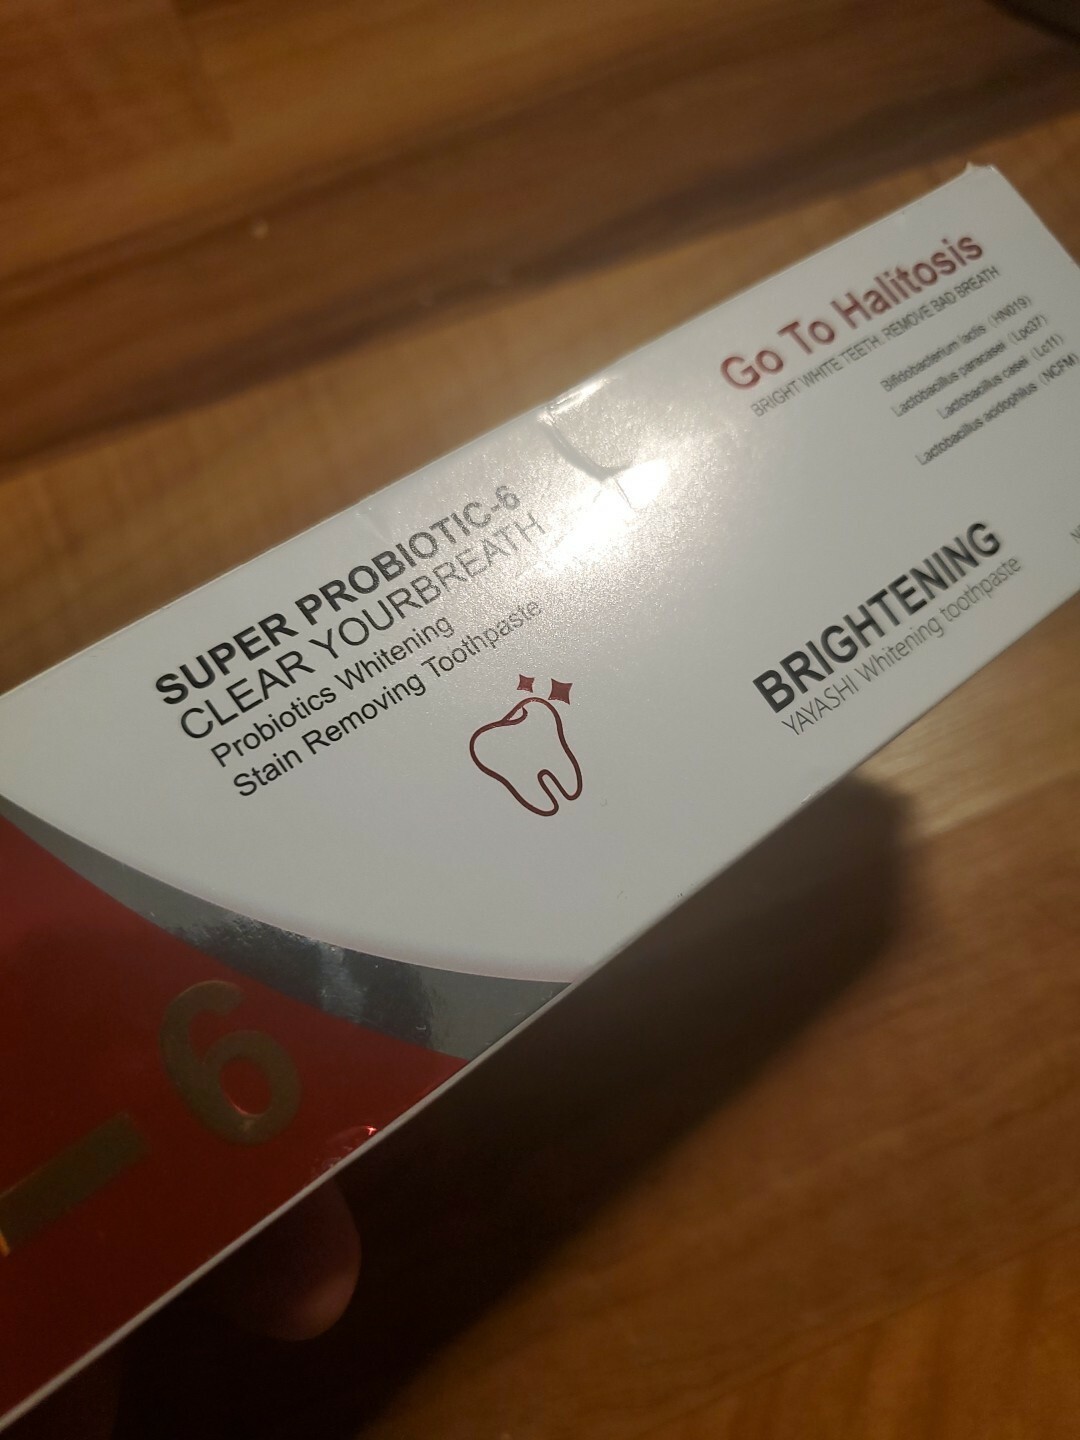 Go To Halitosis
BRIGHT WHITE TEETH, REMOVE BAD BREATH
Bifidobacterium lactis (HN019)
Lactobacillus paracasei (Lpc37)
Lactobacillus casei (Lc11)
Lactobacillus acidophilus (NCFM)
SUPER PROBIOTIC-6
CLEAR YOURBREATH
Probiotics Whitening
Stain Removing Toothpaste
BRIGHTENING
YAYASHI Whitening toothpaste
6